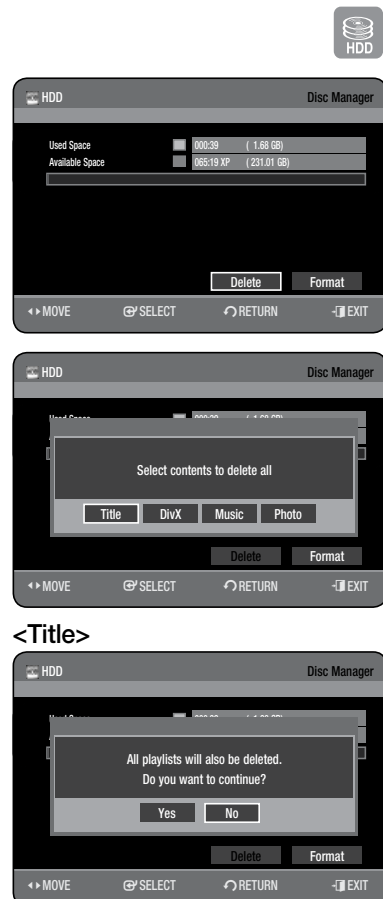 HDD
HDD Disc Manager
Used Space 000:39 ( 1.68 GB)
Available Space 065:19 XP ( 231.01 GB)
Delete Format
MOVE SELECT RETURN EXIT
HDD Disc Manager
Select contents to delete all
Title DivX Music Photo
Delete Format
MOVE SELECT RETURN EXIT
<Title>
HDD Disc Manager
All playlists will also be deleted.
Do you want to continue?
Yes No
Delete Format
MOVE SELECT RETURN EXIT